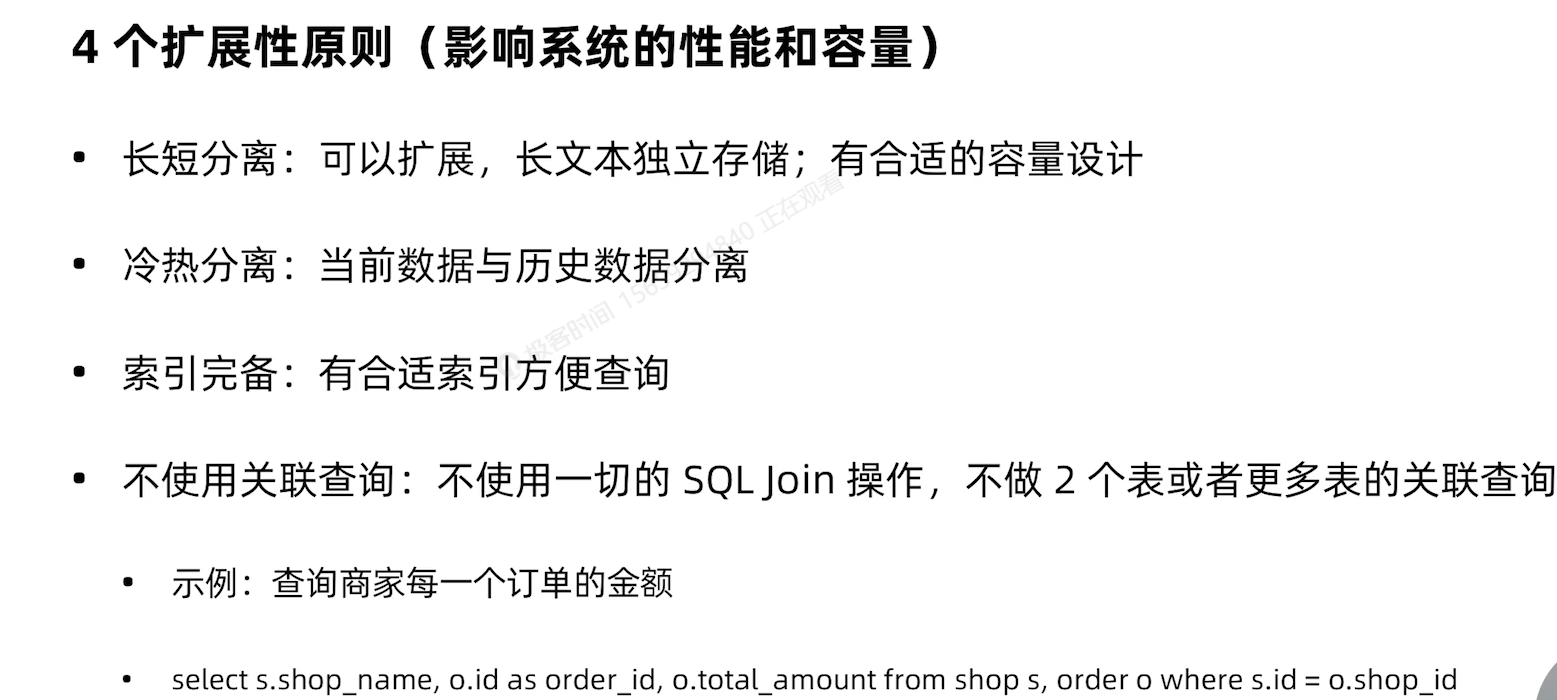 4 个扩展性原则（影响系统的性能和容量）
• 长短分离：可以扩展，长文本独立存储；有合适的容量设计
• 冷热分离：当前数据与历史数据分离
• 索引完备：有合适索引方便查询
• 不使用关联查询：不使用一切的 SQL Join 操作，不做 2 个表或者更多表的关联查询
• 示例：查询商家每一个订单的金额
• select s.shop_name, o.id as order_id, o.total_amount from shop s, order o where s.id = o.shop_id
极客时间 正在观看